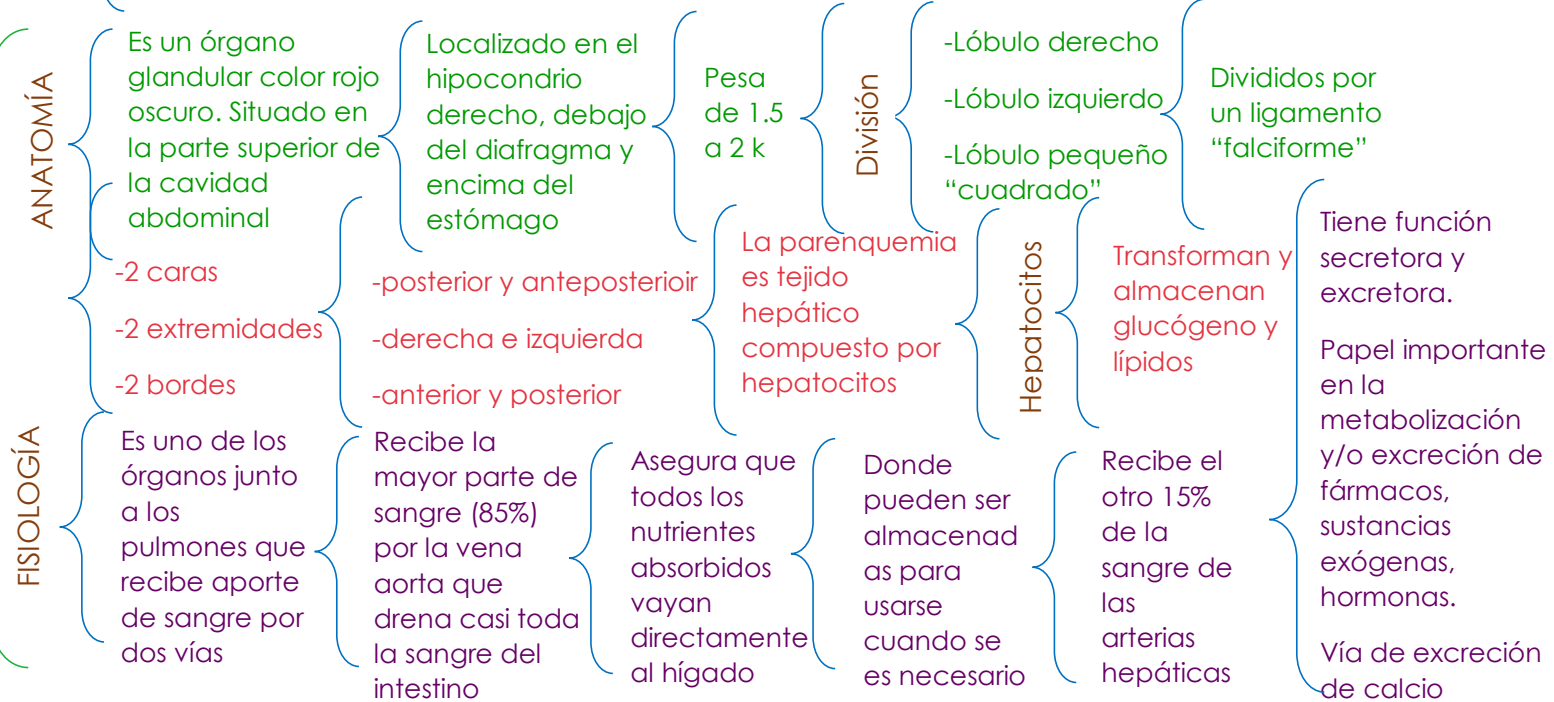 ANATOMÍA
Es un órgano
glandular color rojo
oscuro. Situado en
la parte superior de
la cavidad
abdominal
Localizado en el
hipocondrio
derecho, debajo
del diafragma y
encima del
estómago
Pesa
de 1.5
a 2 k
División
-Lóbulo derecho
-Lóbulo izquierdo
-Lóbulo pequeño
“cuadrado”
Divididos por
un ligamento
“falciforme”
-2 caras
-2 extremidades
-2 bordes
-posterior y anteposterioir
-derecha e izquierda
-anterior y posterior
La parenquemia
es tejido
hepático
compuesto por
hepatocitos
Hepatocitos
Transforman y
almacenan
glucógeno y
lípidos
FISIOLOGÍA
Es uno de los
órganos junto
a los
pulmones que
recibe aporte
de sangre por
dos vías
Recibe la
mayor parte de
sangre (85%)
por la vena
aorta que
drena casi toda
la sangre del
intestino
Asegura que
todos los
nutrientes
absorbidos
vayan
directamente
al hígado
Donde
pueden ser
almacenad
as para
usarse
cuando se
es necesario
Recibe el
otro 15%
de la
sangre de
las
arterias
hepáticas
Tiene función
secretora y
excretora.
Papel importante
en la
metabolización
y/o excreción de
fármacos,
sustancias
exógenas,
hormonas.
Vía de excreción
de calcio